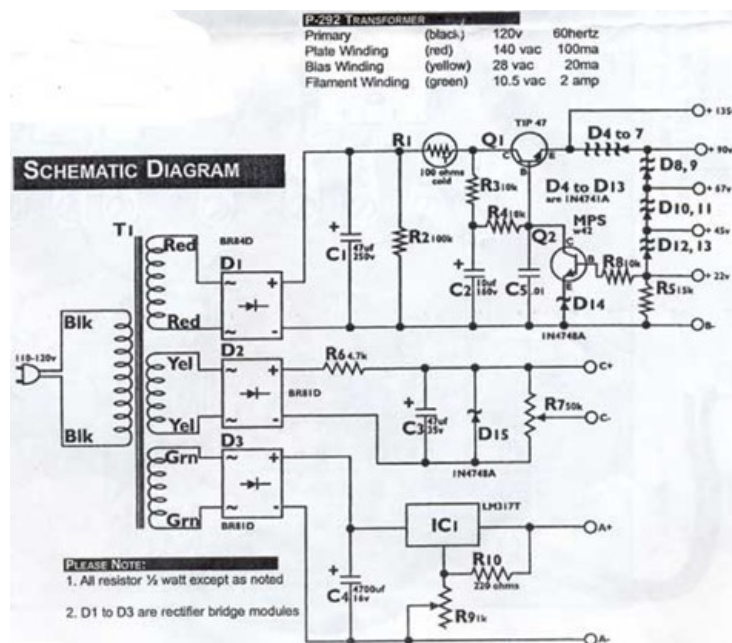 P-292 TRANSFORMER
Primary (black) 120v 60hertz
Plate Winding (red) 140 vac 100ma
Bias Winding (yellow) 28 vac 20ma
Filament Winding (green) 10.5 vac 2 amp
SCHEMATIC DIAGRAM
TIP 47
+ 135
R1
Q1
C
E
B
D4 to 7
+ 90v
100 ohms
cold
D8, 9
R3 10k
D4 to D13
are 1N4741A
+ 67v
D10, 11
T1
Red
BR84D
D1
+
47uf
250v
C1
R2 100k
R4 18k
Q2
MPS
w42
C
B
E
+ 45v
D12, 13
R8 10k
+ 22v
+
10uf
160v
C2
C5 .01
D14
R5 15k
Red
~
+
~
-
1N4748A
B-
110-120v
Blk
Yel
D2
BR81D
R6 4.7k
C+
~
+
~
-
+
47uf
35v
C3
D15
R7 50k
C-
Yel
1N4748A
Blk
Grn
D3
~
+
~
-
Grn
BR81D
LM317T
IC1
A+
R10
220 ohms
+
4700uf
16v
C4
R9 1k
A-
PLEASE NOTE:
1. All resistor ½ watt except as noted
2. D1 to D3 are rectifier bridge modules